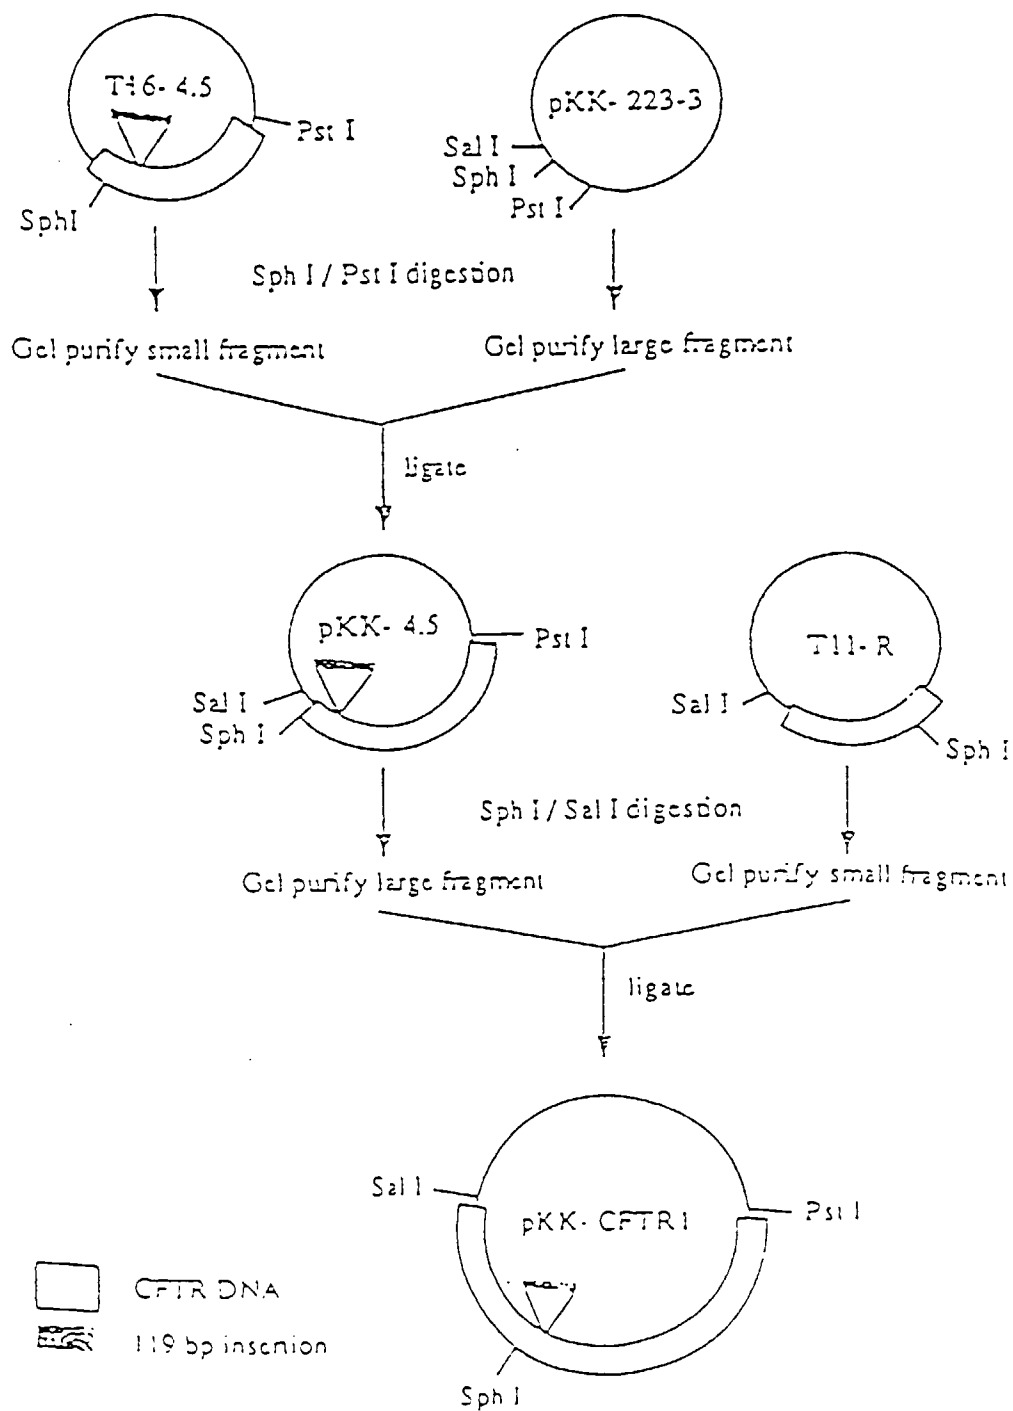 T16-4.5
pKK-223-3
Pst I
Sal I
Sph I
Pst I
SphI
Sph I / Pst I digestion
Gel purify small fragment
Gel purify large fragment
ligate
pKK-4.5
Pst I
T11-R
Sal I
Sph I
Sal I
Sph I
Sph I / Sal I digestion
Gel purify large fragment
Gel purify small fragment
ligate
Sal I
pKK-CFTR1
Pst I
CFTR DNA
119 bp insertion
Sph I